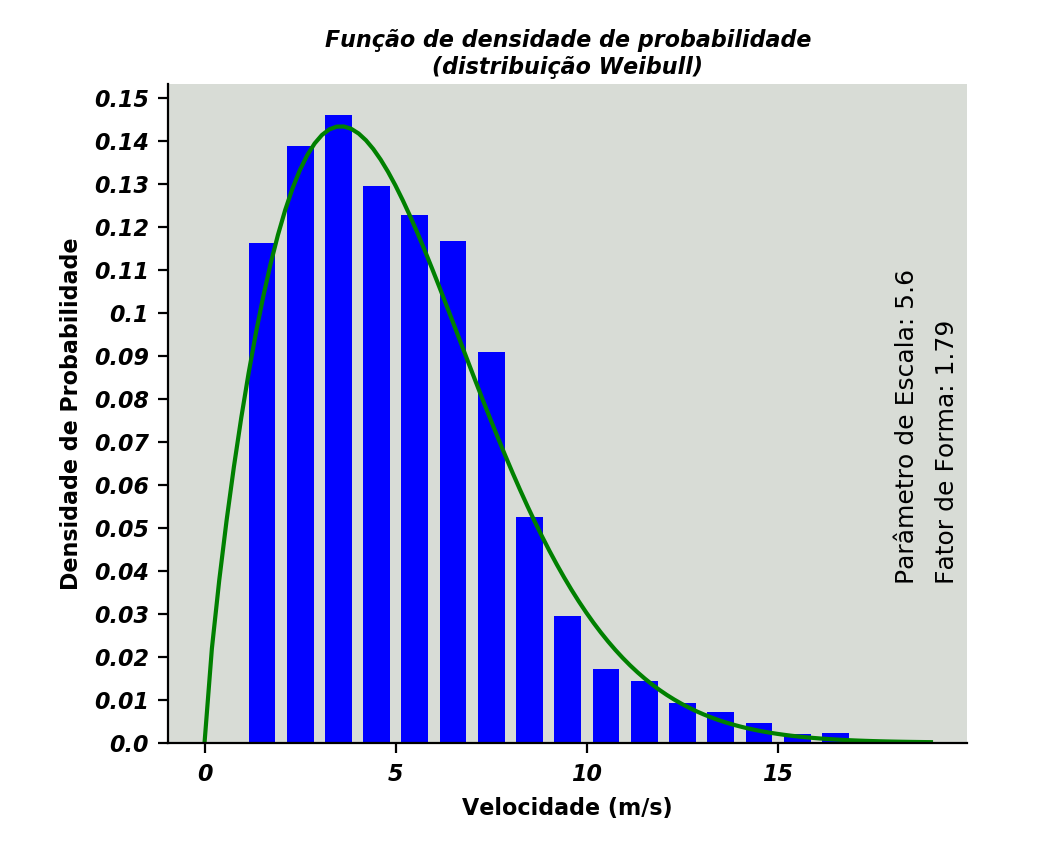 Função de densidade de probabilidade
(distribuição Weibull)
0.15
0.14
0.13
0.12
0.11
0.1
0.09
0.08
0.07
0.06
0.05
0.04
0.03
0.02
0.01
0.0
Densidade de Probabilidade
Parâmetro de Escala: 5.6
Fator de Forma: 1.79
0 5 10 15
Velocidade (m/s)